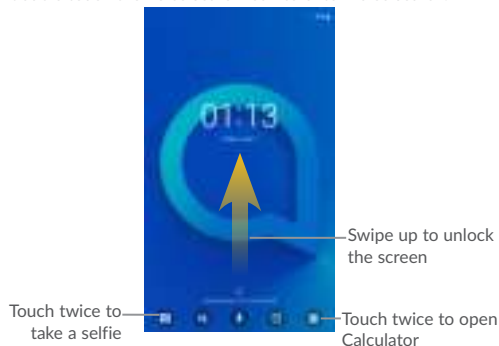 01:13
Swipe up to unlock
the screen
Touch twice to
take a selfie
Touch twice to open
Calculator